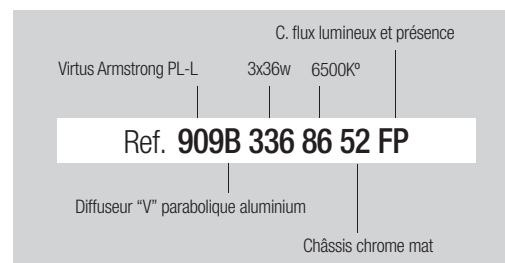 C. flux lumineux et présence
Virtus Armstrong PL-L 3x36w 6500Kº
Ref. 909B 336 86 52 FP
Diffuseur “V” parabolique aluminium
Châssis chrome mat